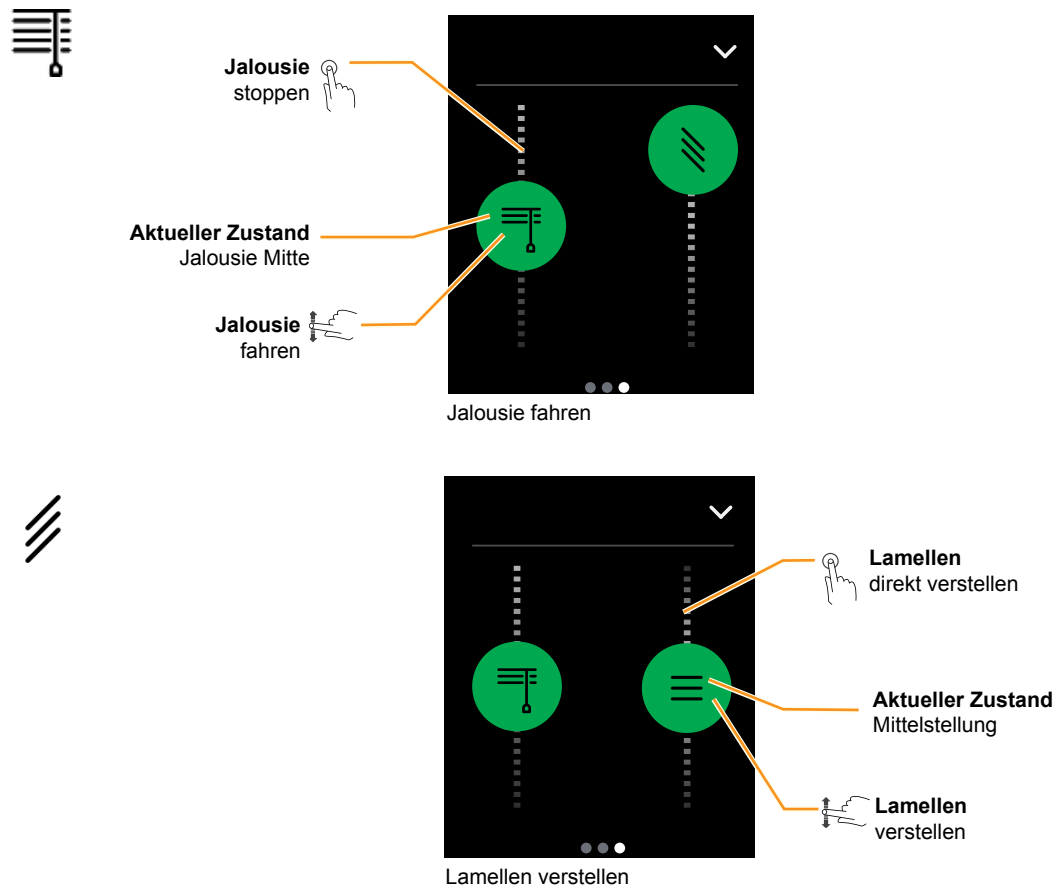 Jalousie
stoppen
Aktueller Zustand
Jalousie Mitte
Jalousie
fahren
Jalousie fahren
Lamellen
direkt verstellen
Aktueller Zustand
Mittelstellung
Lamellen
verstellen
Lamellen verstellen